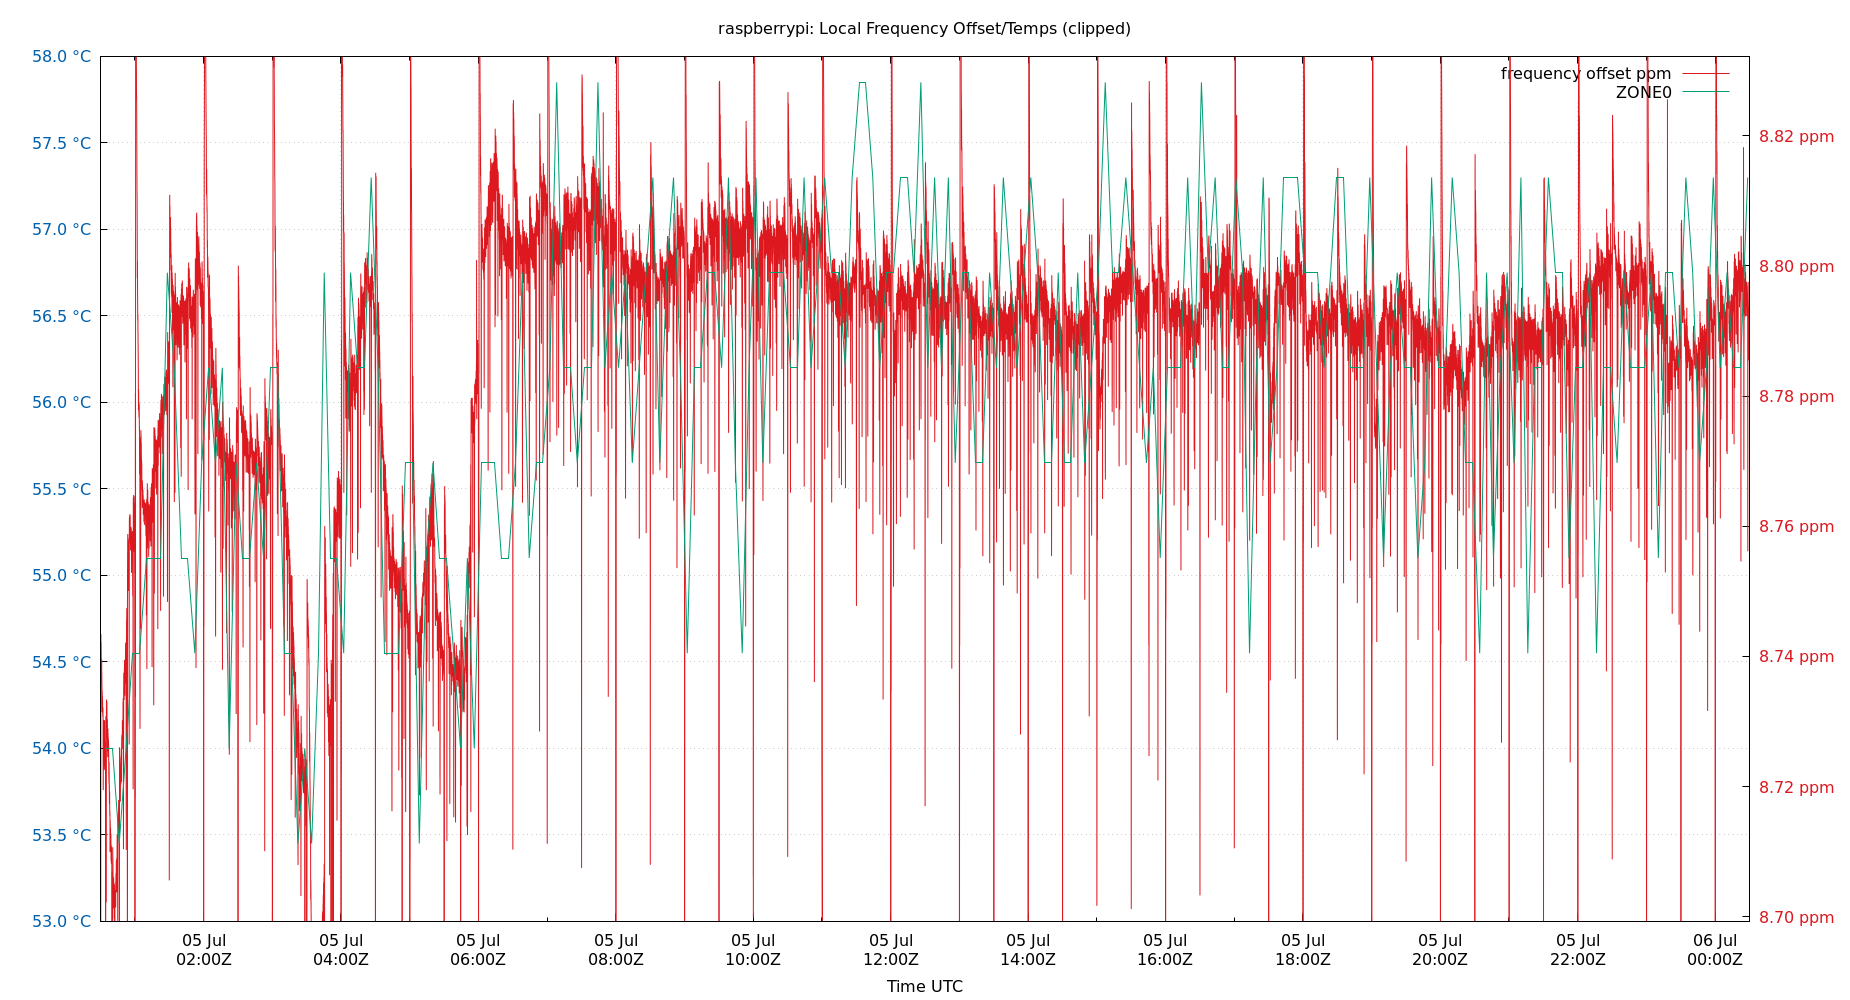 raspberrypi: Local Frequency Offset/Temps (clipped)
frequency offset ppm
ZONE0
58.0 °C
57.5 °C
57.0 °C
56.5 °C
56.0 °C
55.5 °C
55.0 °C
54.5 °C
54.0 °C
53.5 °C
53.0 °C
8.82 ppm
8.80 ppm
8.78 ppm
8.76 ppm
8.74 ppm
8.72 ppm
8.70 ppm
05 Jul 05 Jul 05 Jul 05 Jul 05 Jul 05 Jul 05 Jul 05 Jul 05 Jul 05 Jul 05 Jul 06 Jul
02:00Z 04:00Z 06:00Z 08:00Z 10:00Z 12:00Z 14:00Z 16:00Z 18:00Z 20:00Z 22:00Z 00:00Z
Time UTC